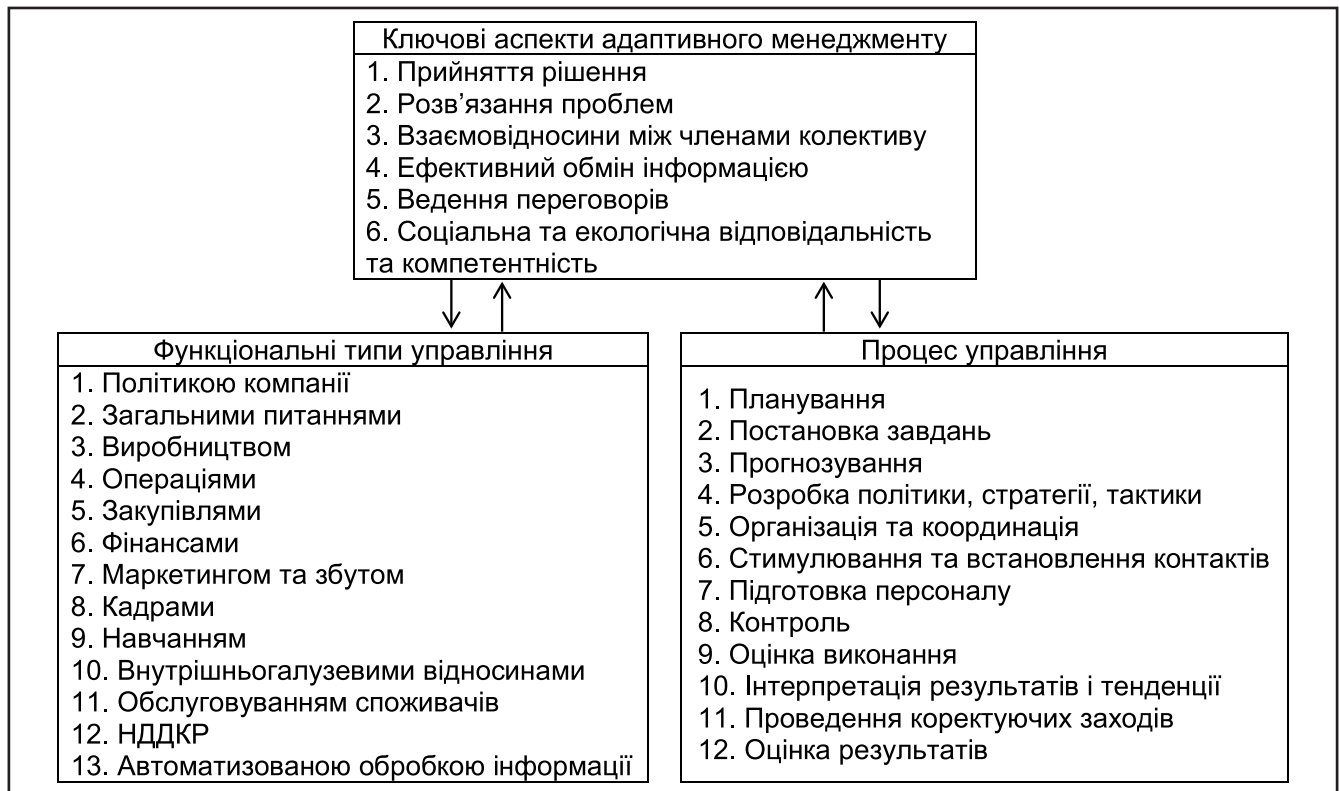 Ключові аспекти адаптивного менеджменту
1. Прийняття рішення
2. Розв’язання проблем
3. Взаємовідносини між членами колективу
4. Ефективний обмін інформацією
5. Ведення переговорів
6. Соціальна та екологічна відповідальність
та компетентність
Функціональні типи управління
1. Політикою компанії
2. Загальними питаннями
3. Виробництвом
4. Операціями
5. Закупівлями
6. Фінансами
7. Маркетингом та збутом
8. Кадрами
9. Навчанням
10. Внутрішньогалузевими відносинами
11. Обслуговуванням споживачів
12. НДДКР
13. Автоматизованою обробкою інформації
Процес управління
1. Планування
2. Постановка завдань
3. Прогнозування
4. Розробка політики, стратегії, тактики
5. Організація та координація
6. Стимулювання та встановлення контактів
7. Підготовка персоналу
8. Контроль
9. Оцінка виконання
10. Інтерпретація результатів і тенденції
11. Проведення коректуючих заходів
12. Оцінка результатів